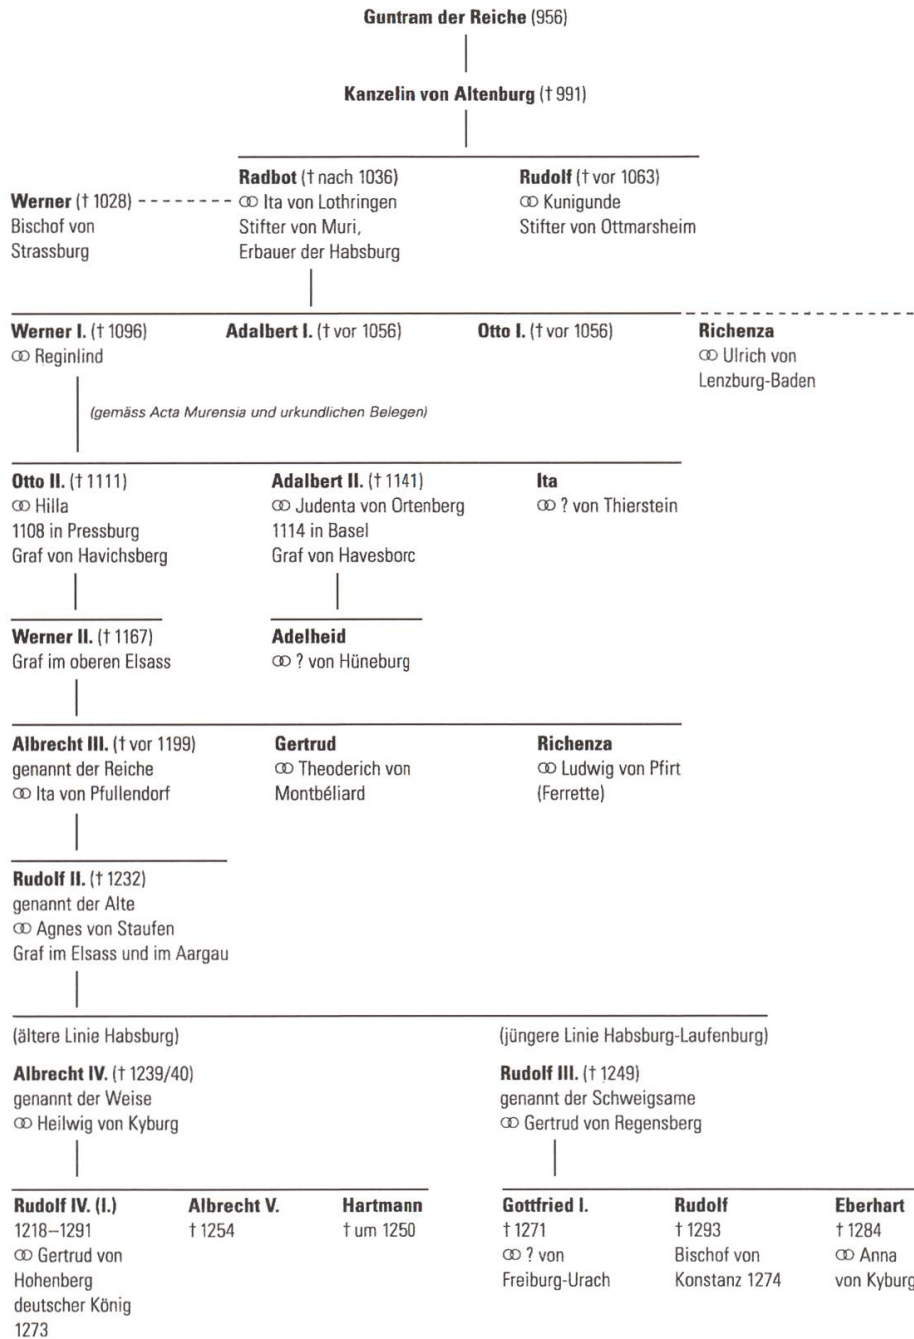 Guntram der Reiche (956)
Kanzelin von Altenburg († 991)
Radbot († nach 1036)
⚭ Ita von Lothringen
Stifter von Muri,
Erbauer der Habsburg
Rudolf († vor 1063)
⚭ Kunigunde
Stifter von Ottmarsheim
Werner († 1028)
Bischof von
Strassburg
Werner I. († 1096)
⚭ Reginlind
Adalbert I. († vor 1056)
Otto I. († vor 1056)
Richenza
⚭ Ulrich von
Lenzburg-Baden
(gemäss Acta Murensia und urkundlichen Belegen)
Otto II. († 1111)
⚭ Hilla
1108 in Pressburg
Graf von Havichsberg
Adalbert II. († 1141)
⚭ Judenta von Ortenberg
1114 in Basel
Graf von Havesborc
Ita
⚭ ? von Thierstein
Werner II. († 1167)
Graf im oberen Elsass
Adelheid
⚭ ? von Hüneburg
Albrecht III. († vor 1199)
genannt der Reiche
⚭ Ita von Pfullendorf
Gertrud
⚭ Theoderich von
Montbéliard
Richenza
⚭ Ludwig von Pfirt
(Ferrette)
Rudolf II. († 1232)
genannt der Alte
⚭ Agnes von Staufen
Graf im Elsass und im Aargau
(ältere Linie Habsburg)
(jüngere Linie Habsburg-Laufenburg)
Albrecht IV. († 1239/40)
genannt der Weise
⚭ Heilwig von Kyburg
Rudolf III. († 1249)
genannt der Schweigsame
⚭ Gertrud von Regensberg
Rudolf IV. (I.)
1218–1291
⚭ Gertrud von
Hohenberg
deutscher König
1273
Albrecht V.
† 1254
Hartmann
† um 1250
Gottfried I.
† 1271
⚭ ? von
Freiburg-Urach
Rudolf
† 1293
Bischof von
Konstanz 1274
Eberhart
† 1284
⚭ Anna
von Kyburg